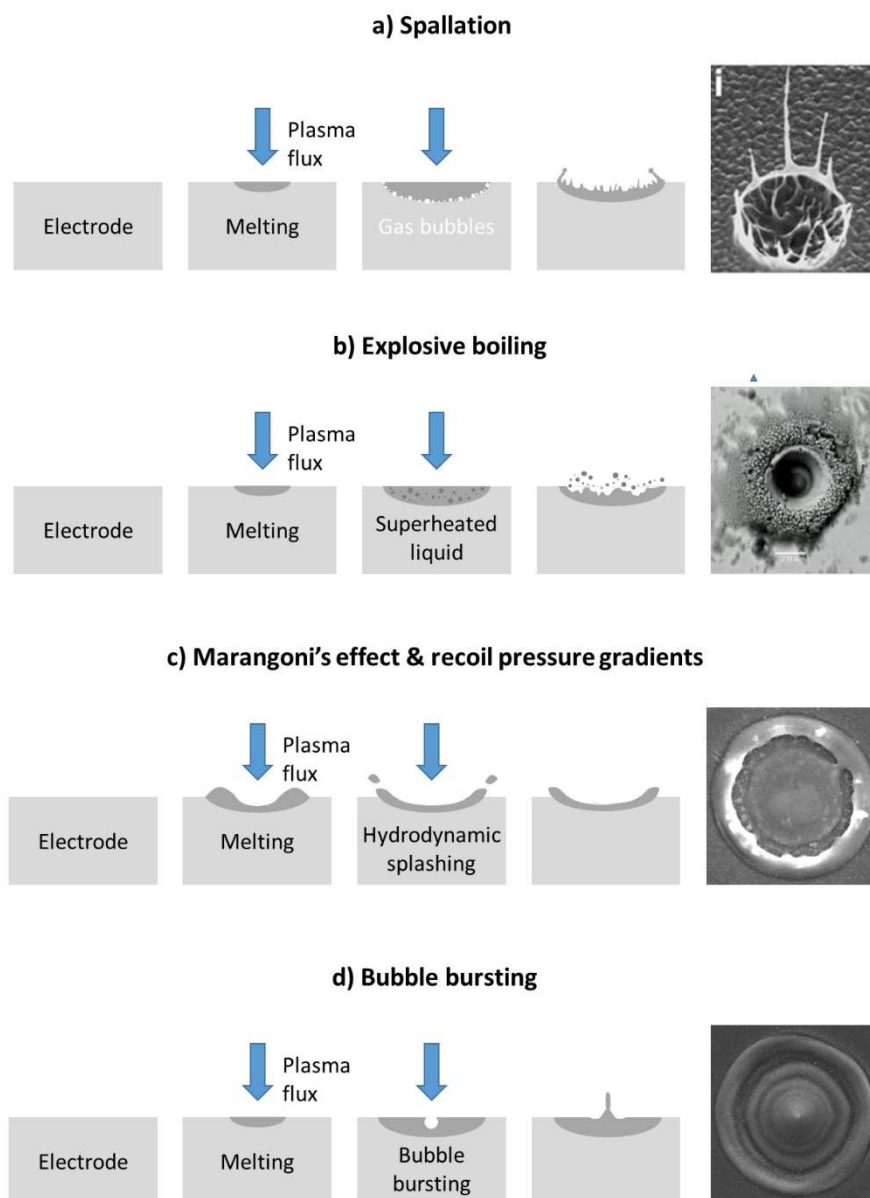 a) Spallation
i
Plasma
flux
Electrode
Melting
Gas bubbles
b) Explosive boiling
Plasma
flux
Electrode
Melting
Superheated
liquid
c) Marangoni's effect & recoil pressure gradients
Plasma
flux
Electrode
Melting
Hydrodynamic
splashing
d) Bubble bursting
Plasma
flux
Electrode
Melting
Bubble
bursting